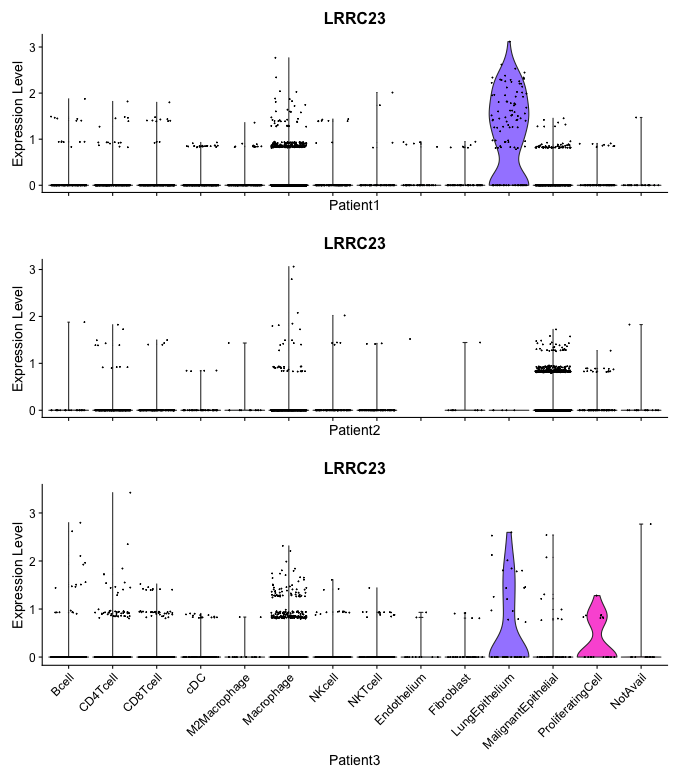 LRRC23
Expression Level
3
2
1
0
Patient1
LRRC23
Expression Level
3
2
1
0
Patient2
LRRC23
Expression Level
3
2
1
0
Bcell
CD4Tcell
CD8Tcell
cDC
M2Macrophage
Macrophage
NKcell
NKTcell
Endothelium
Fibroblast
LungEpithelium
MalignantEpithelial
ProliferatingCell
NotAvail
Patient3